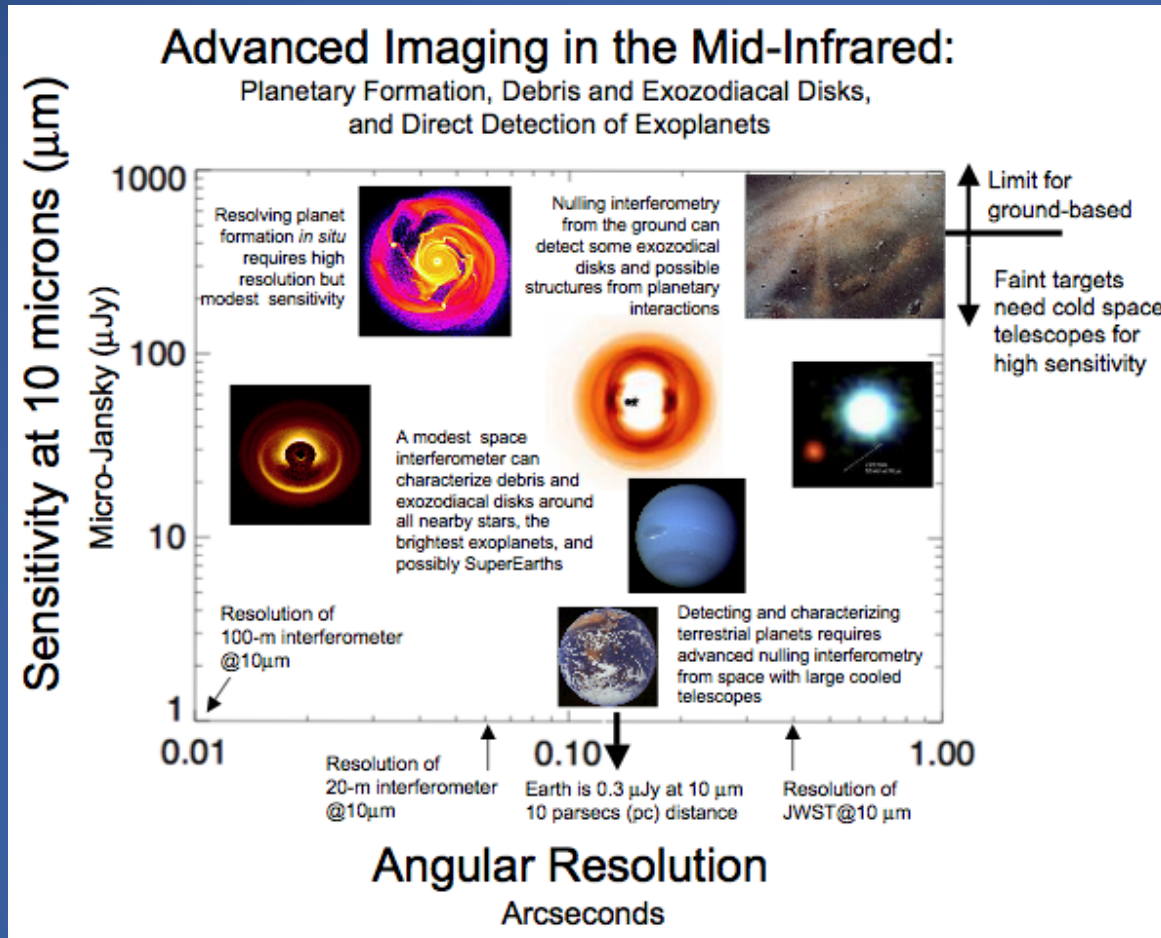 Advanced Imaging in the Mid-Infrared:
Planetary Formation, Debris and Exozodiacal Disks,
and Direct Detection of Exoplanets
Sensitivity at 10 microns (μm)
Micro-Jansky (μJy)
1000
100
10
1
Resolving planet
formation in situ
requires high
resolution but
modest sensitivity
Nulling interferometry
from the ground can
detect some exozodical
disks and possible
structures from planetary
interactions
Limit for
ground-based
Faint targets
need cold space
telescopes for
high sensitivity
A modest space
interferometer can
characterize debris and
exozodiacal disks around
all nearby stars, the
brightest exoplanets, and
possibly SuperEarths
Resolution of
100-m interferometer
@10μm
Detecting and characterizing
terrestrial planets requires
advanced nulling interferometry
from space with large cooled
telescopes
0.01
0.10
1.00
Resolution of
20-m interferometer
@10μm
Earth is 0.3 μJy at 10 μm
10 parsecs (pc) distance
Resolution of
JWST@10 μm
Angular Resolution
Arcseconds